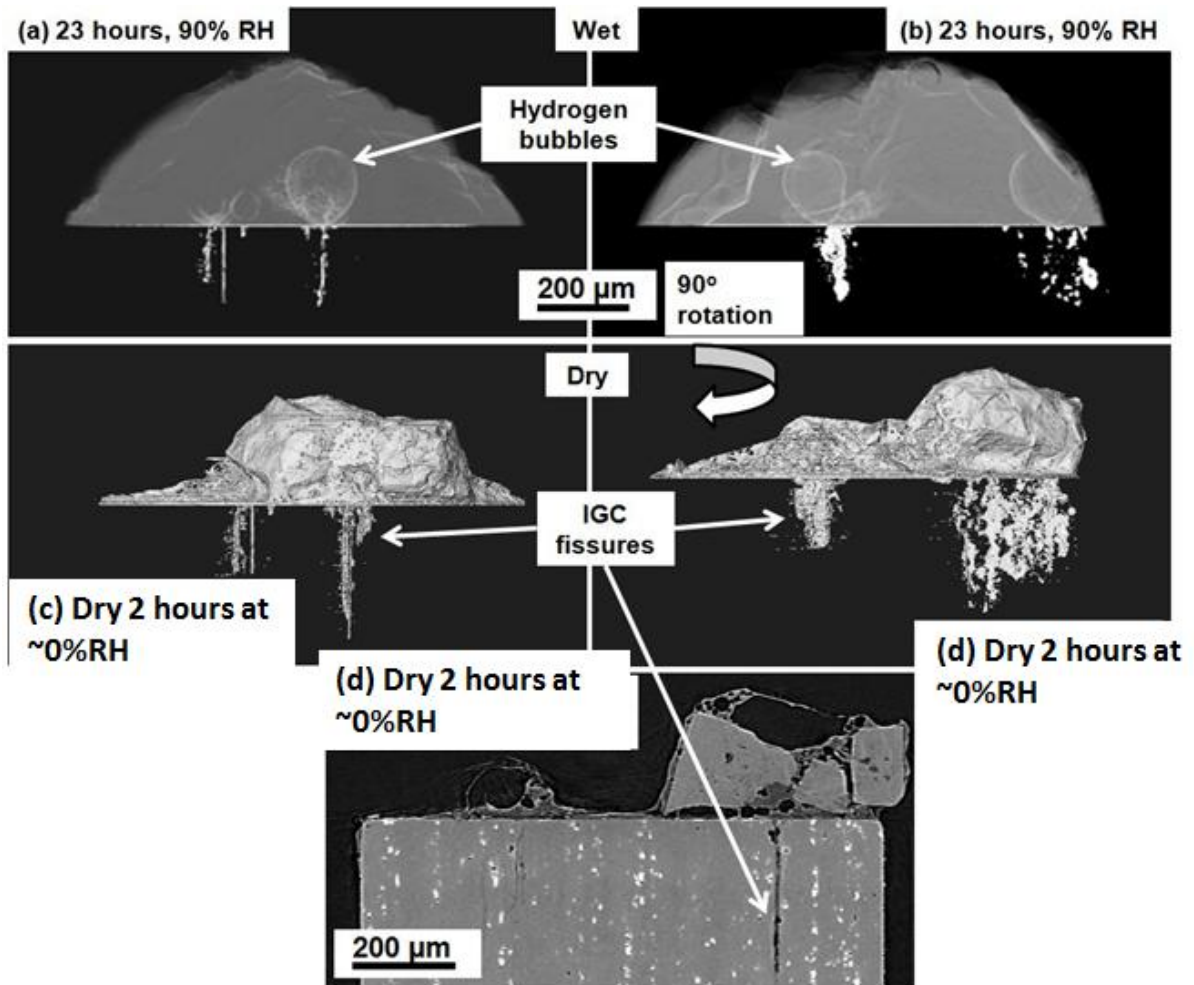 (a) 23 hours, 90% RH
Wet
(b) 23 hours, 90% RH
Hydrogen
bubbles
200 µm
90º
rotation
Dry
IGC
fissures
(c) Dry 2 hours at
~0%RH
(d) Dry 2 hours at
~0%RH
(d) Dry 2 hours at
~0%RH
200 µm